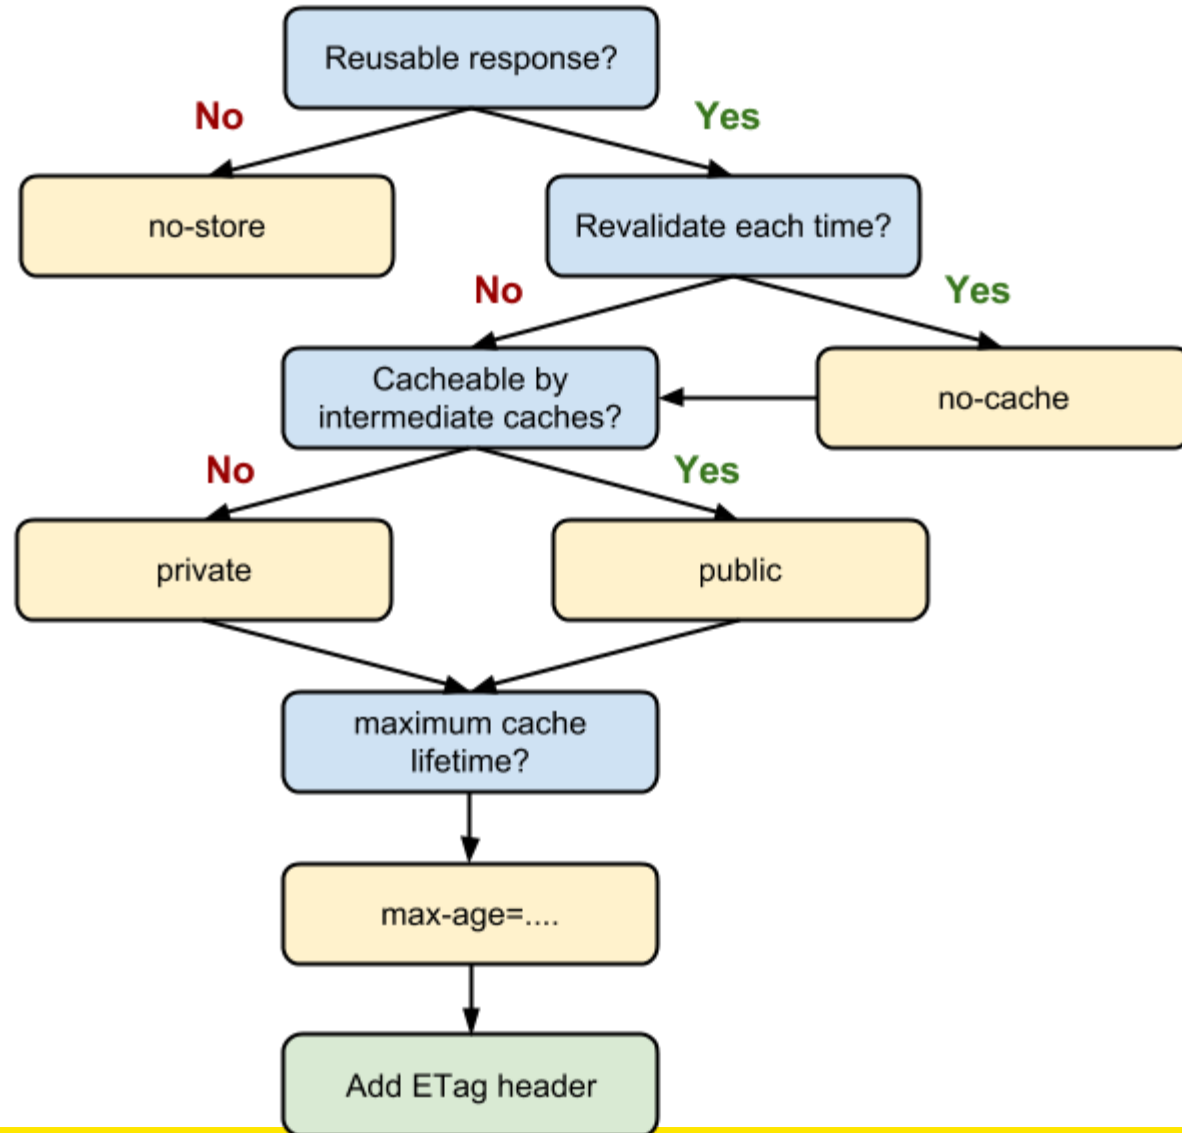 Reusable response?
No
Yes
no-store
Revalidate each time?
No
Yes
Cacheable by
intermediate caches?
no-cache
No
Yes
private
public
maximum cache
lifetime?
max-age=....
Add ETag header